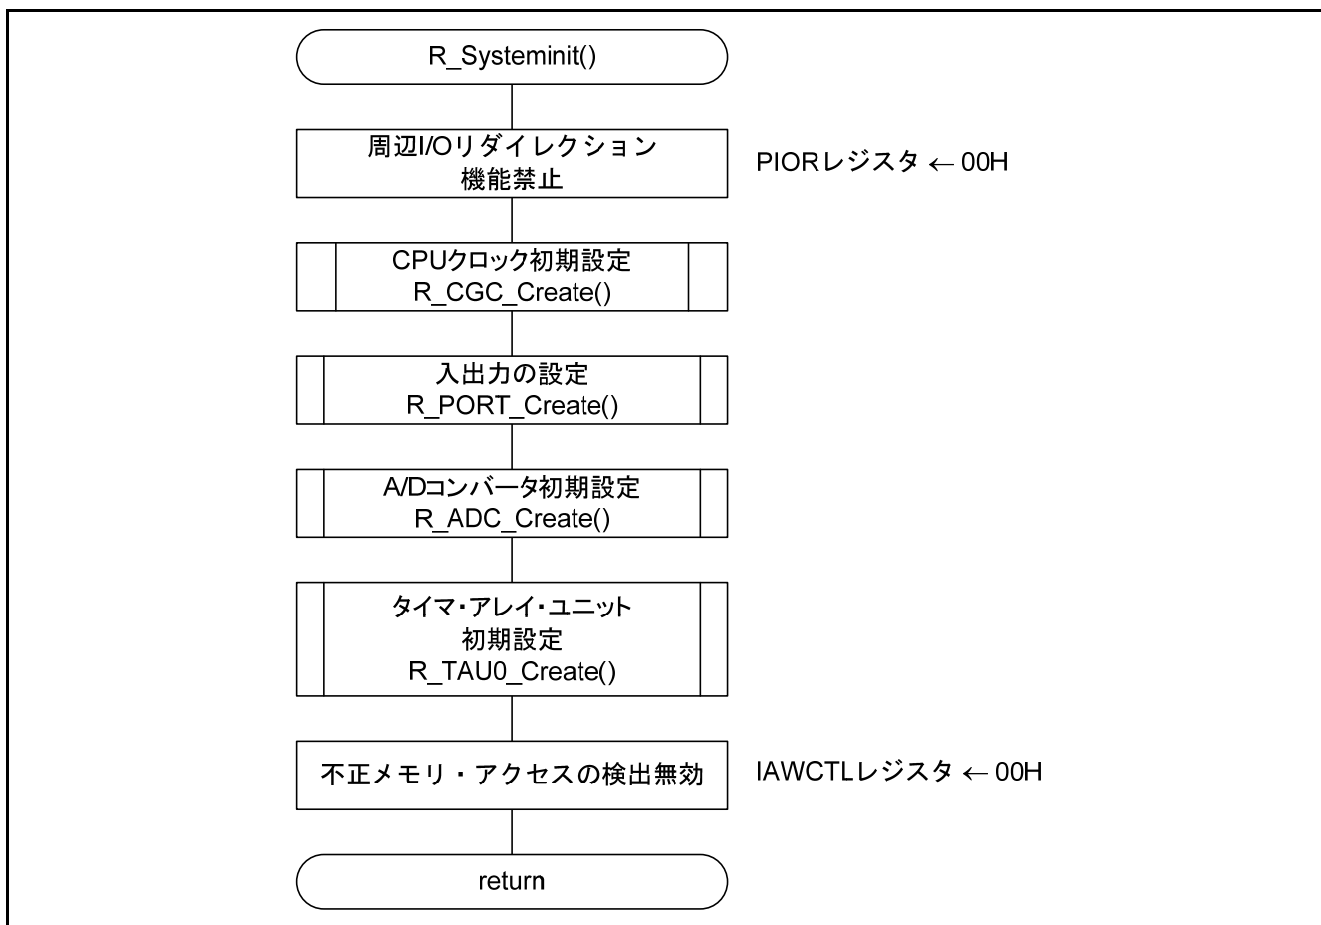 R_Systeminit()
周辺I/Oリダイレクション
機能禁止
PIORレジスタ ← 00H
CPUクロック初期設定
R_CGC_Create()
入出力の設定
R_PORT_Create()
A/Dコンバータ初期設定
R_ADC_Create()
タイマ・アレイ・ユニット
初期設定
R_TAU0_Create()
不正メモリ・アクセスの検出無効
IAWCTLレジスタ ← 00H
return